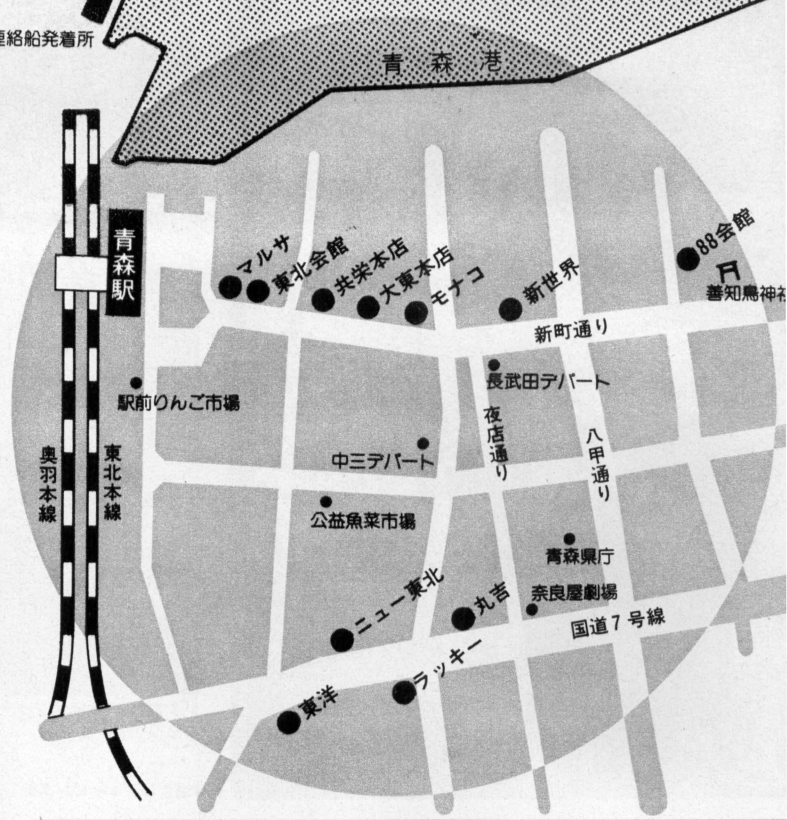 連絡船発着所
青森港
青森駅
マルサ
東北会館
共栄本店
大東本店
モナコ
新世界
88会館
善知鳥神社
新町通り
長武田デパート
駅前りんご市場
夜店通り
中三デパート
八甲通り
奥羽本線
東北本線
公益魚菜市場
青森県庁
奈良屋劇場
ニュー東北
丸吉
国道7号線
ラッキー
東洋